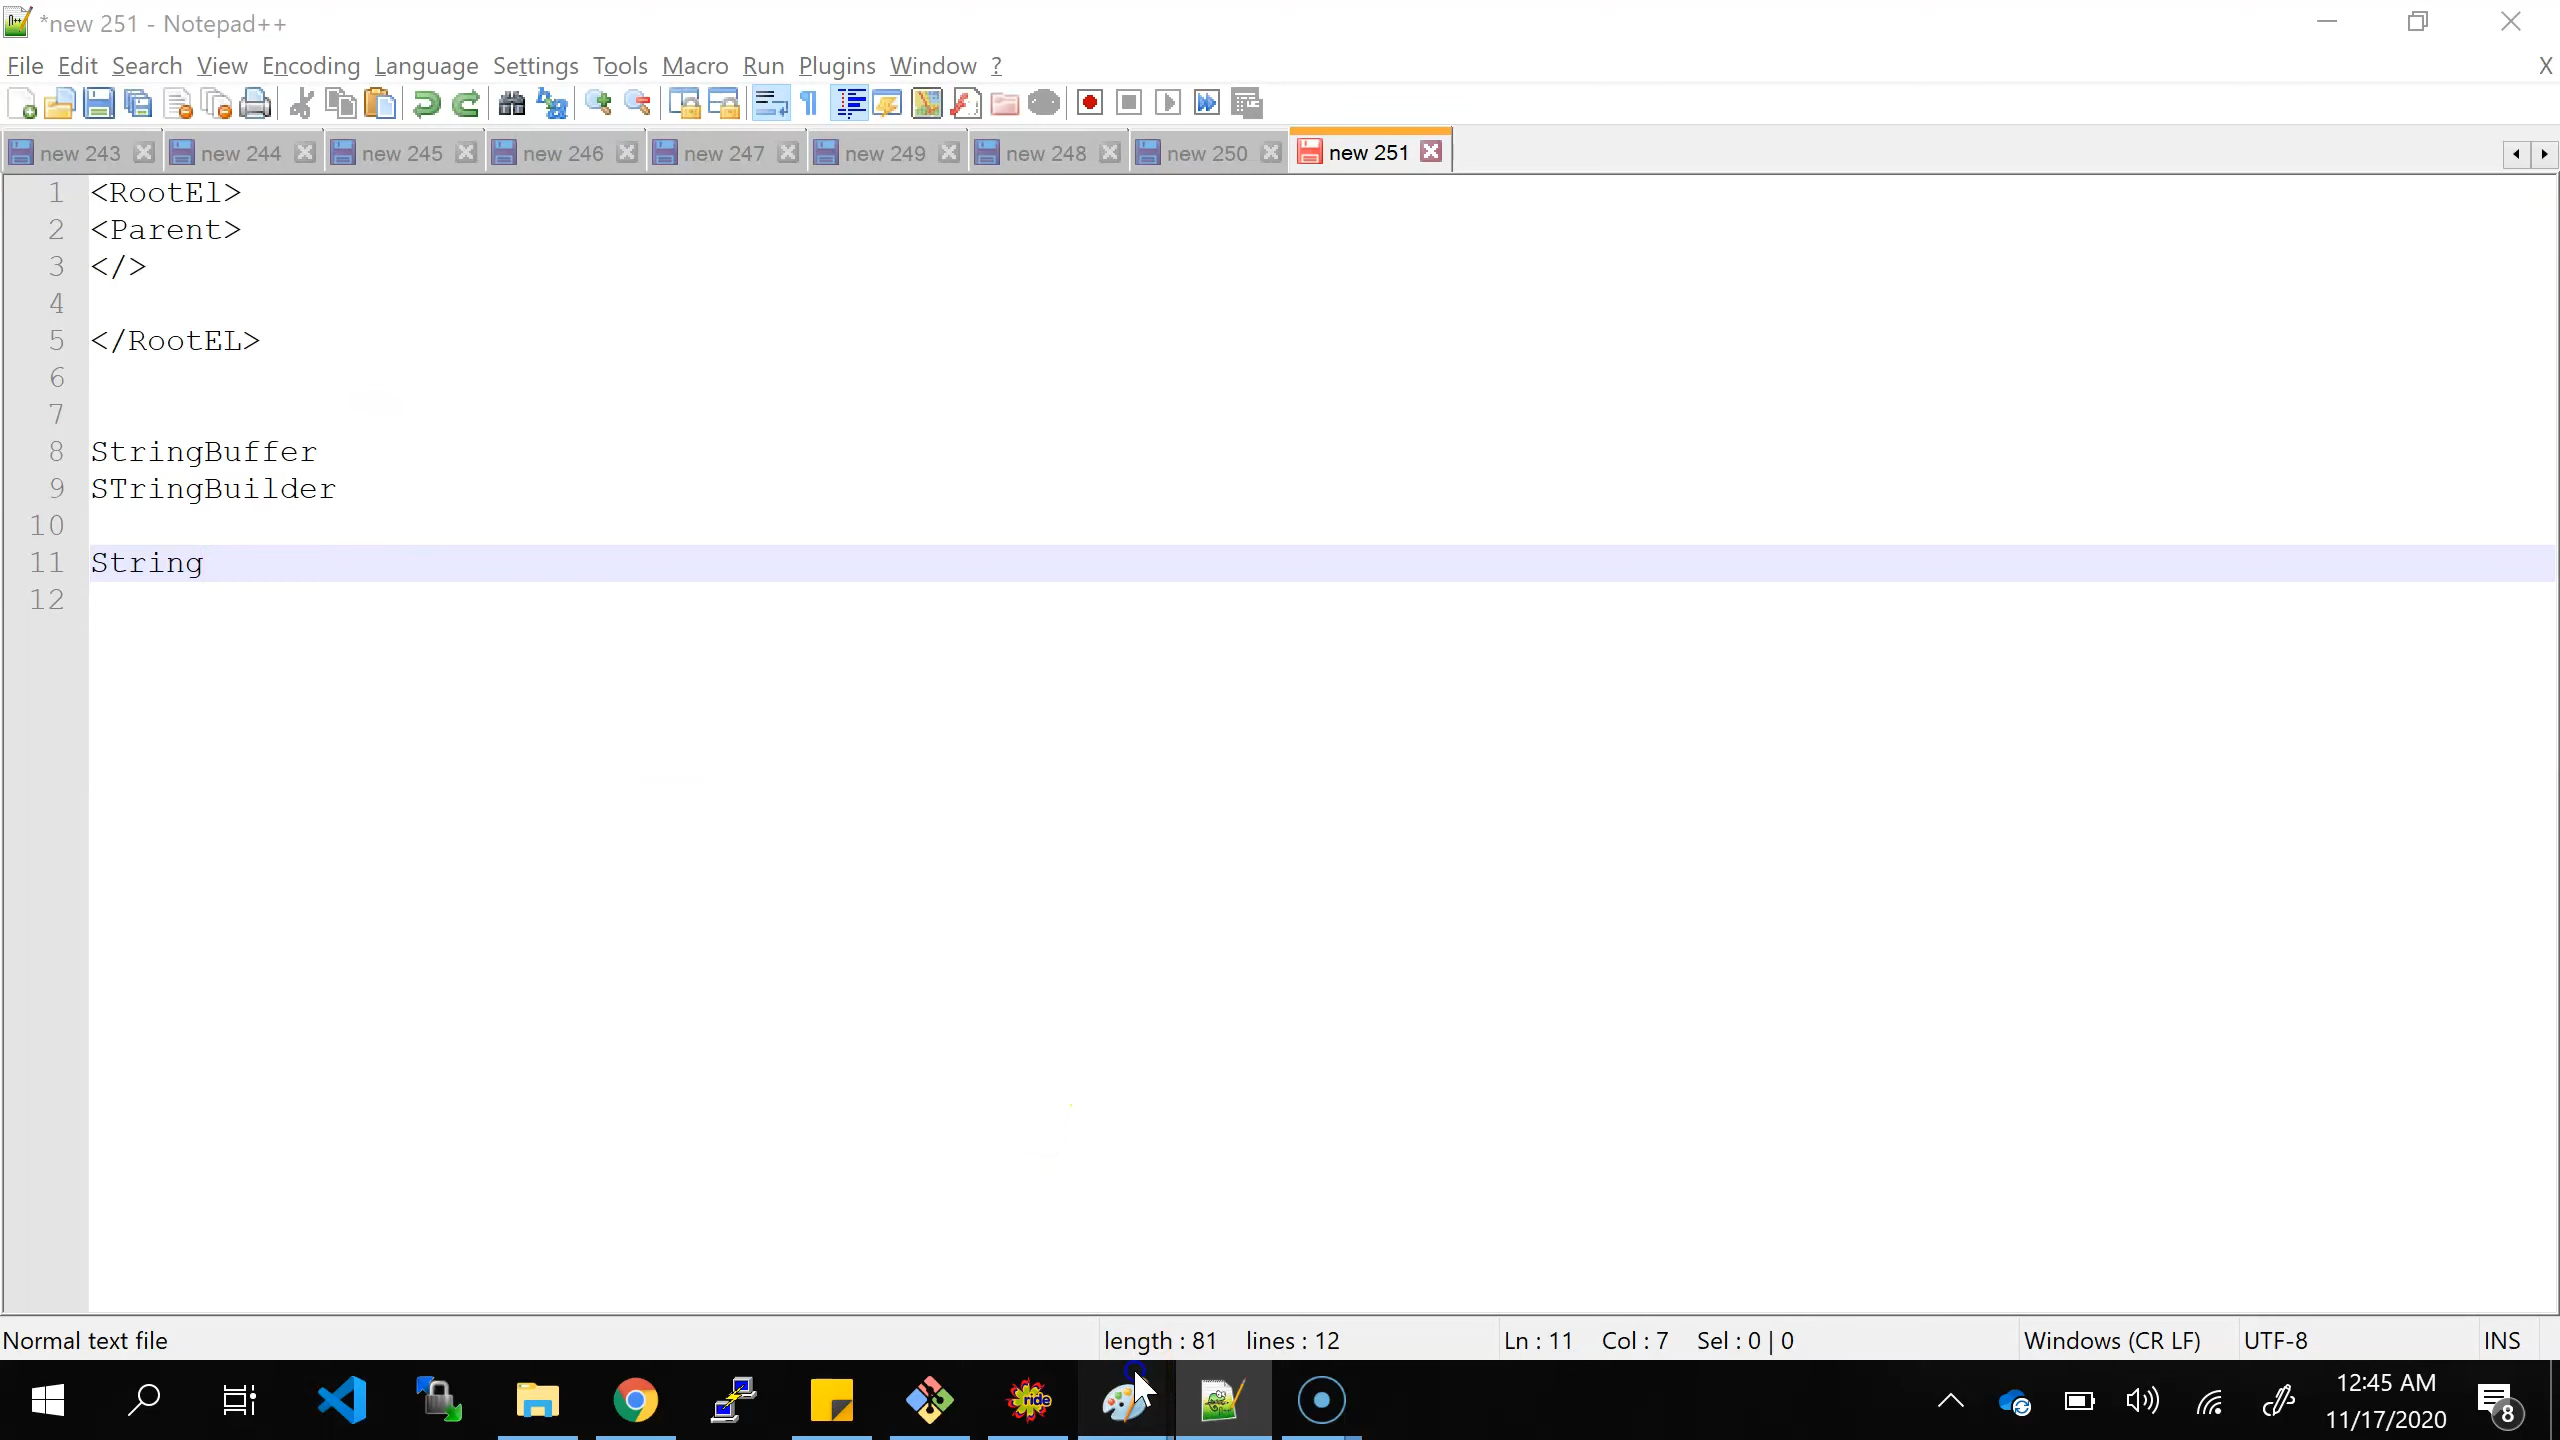 *new 251 - Notepad++
File Edit Search View Encoding Language Settings Tools Macro Run Plugins Window ? X
new 243 new 244 new 245 new 246 new 247 new 249 new 248 new 250 new 251
1 <RootEl>
2 <Parent>
3 </>
4
5 </RootEL>
6
7
8 StringBuffer
9 STringBuilder
10
11 String
12
Normal text file length : 81 lines : 12 Ln : 11 Col : 7 Sel : 0 | 0 Windows (CR LF) UTF-8 INS
ride
12:45 AM
11/17/2020
8